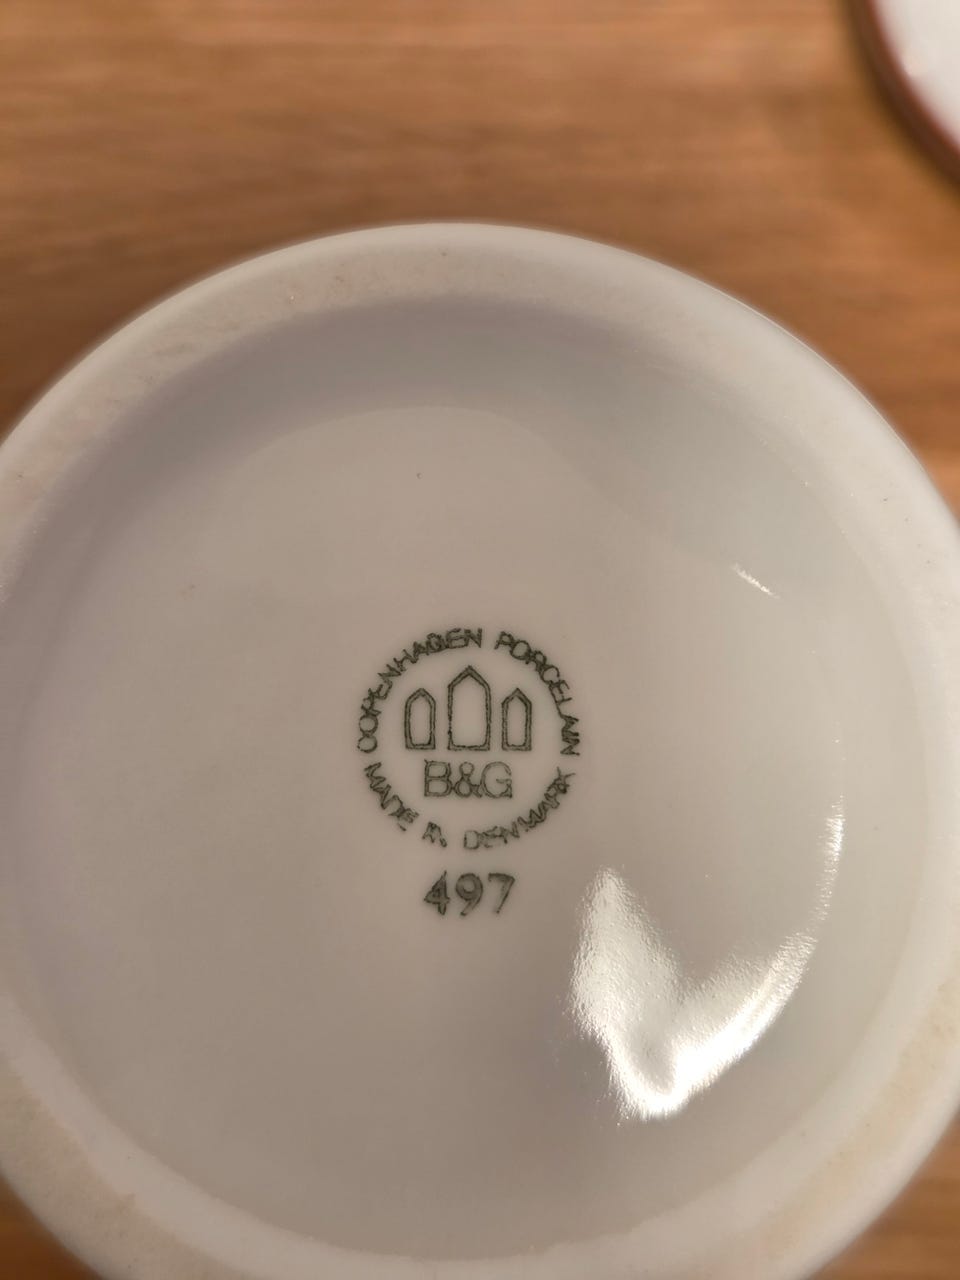 COPENHAGEN PORCELAIN
B&G
MADE IN DENMARK
497